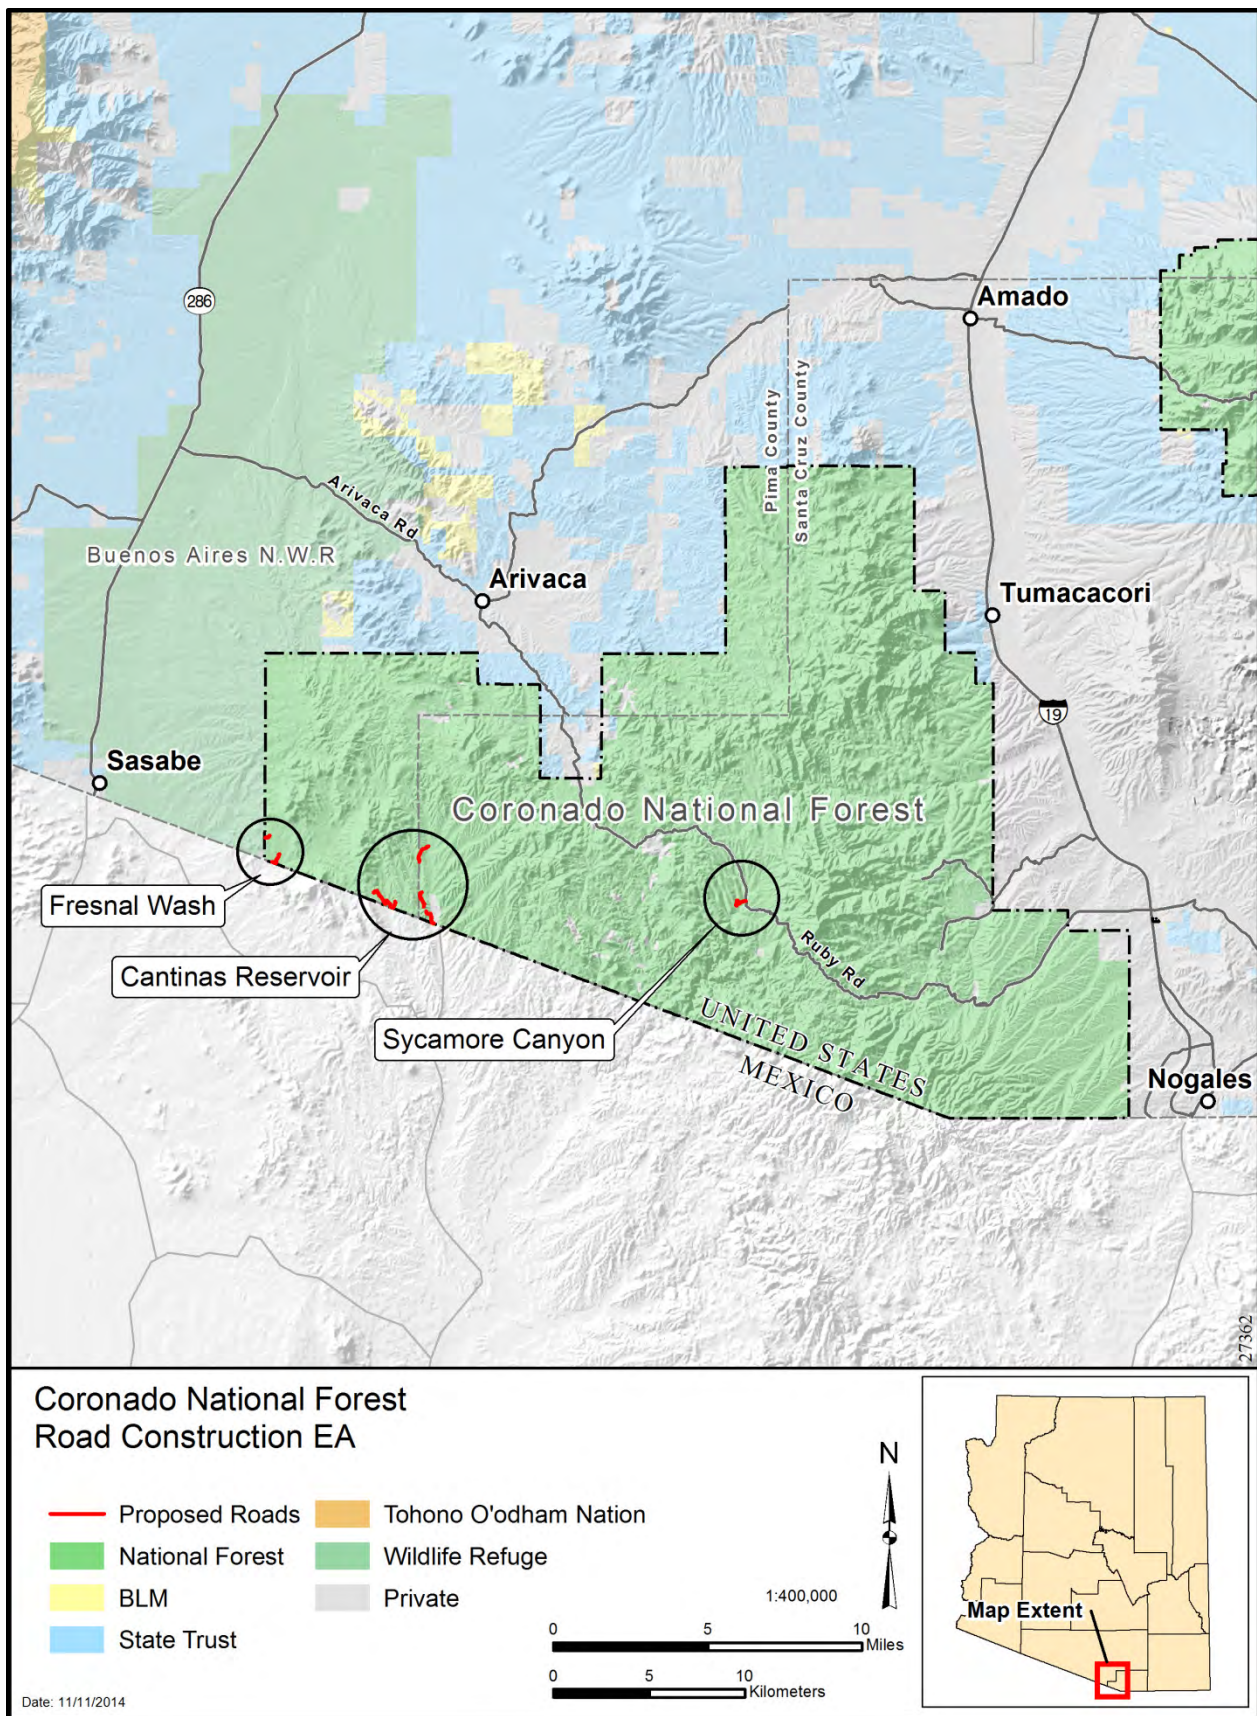 286
Amado
Pima County
Santa Cruz County
Arivaca Rd
Buenos Aires N.W.R
Arivaca
Tumacacori
19
Sasabe
Coronado National Forest
Fresnal Wash
Cantinas Reservoir
Ruby Rd
Sycamore Canyon
UNITED STATES
MEXICO
Nogales
27362
Coronado National Forest
Road Construction EA
Proposed Roads
National Forest
BLM
State Trust
Tohono O'odham Nation
Wildlife Refuge
Private
N
1:400,000
0 5 10
Miles
0 5 10
Kilometers
Map Extent
Date: 11/11/2014